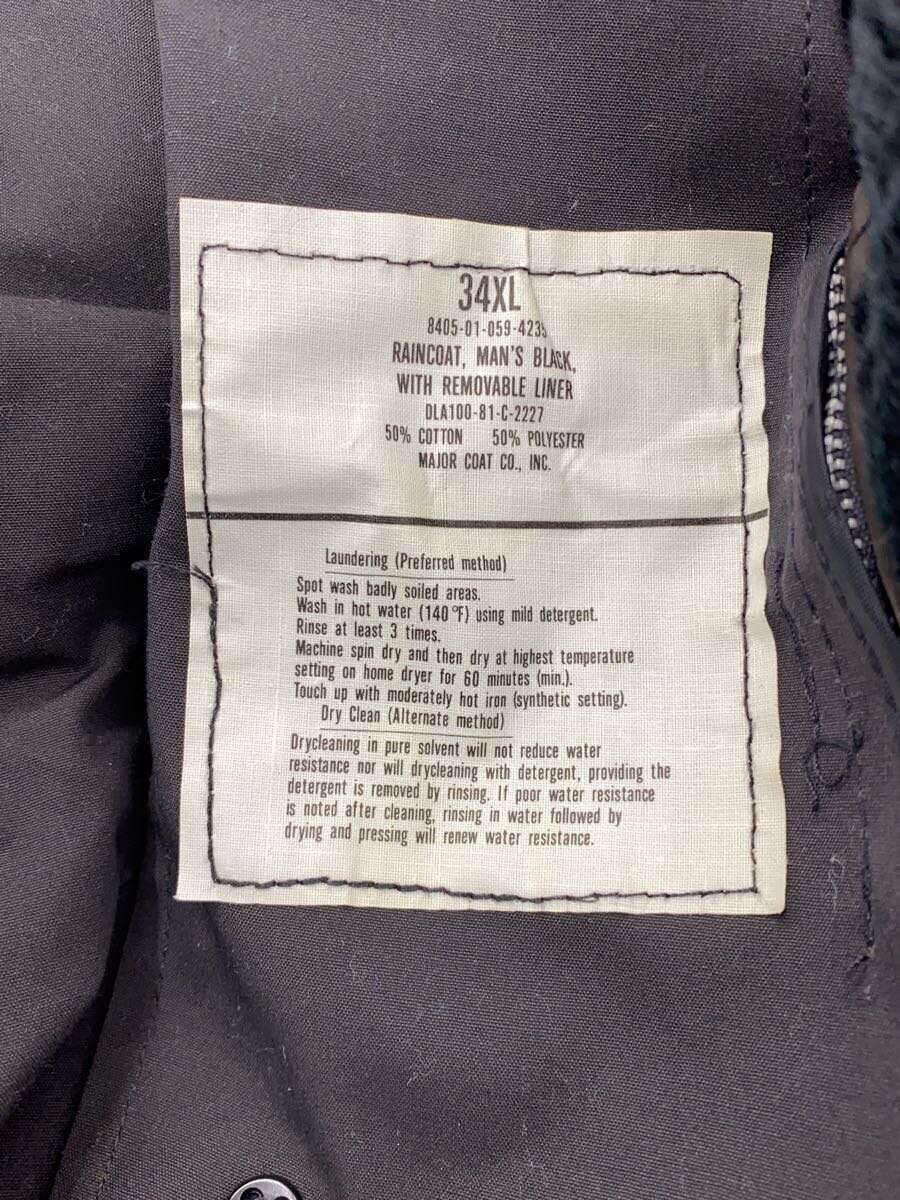 34XL
8405-01-059-423
RAINCOAT, MAN'S BLACK,
WITH REMOVABLE LINER
DLA100-81-C-2227
50% COTTON 50% POLYESTER
MAJOR COAT CO., INC.
Laundering (Preferred method)
Spot wash badly soiled areas.
Wash in hot water (140 °F) using mild detergent.
Rinse at least 3 times.
Machine spin dry and then dry at highest temperature
setting on home dryer for 60 minutes (min.).
Touch up with moderately hot iron (synthetic setting).
Dry Clean (Alternate method)
Drycleaning in pure solvent will not reduce water
resistance nor will drycleaning with detergent, providing the
detergent is removed by rinsing. If poor water resistance
is noted after cleaning, rinsing in water followed by
drying and pressing will renew water resistance.